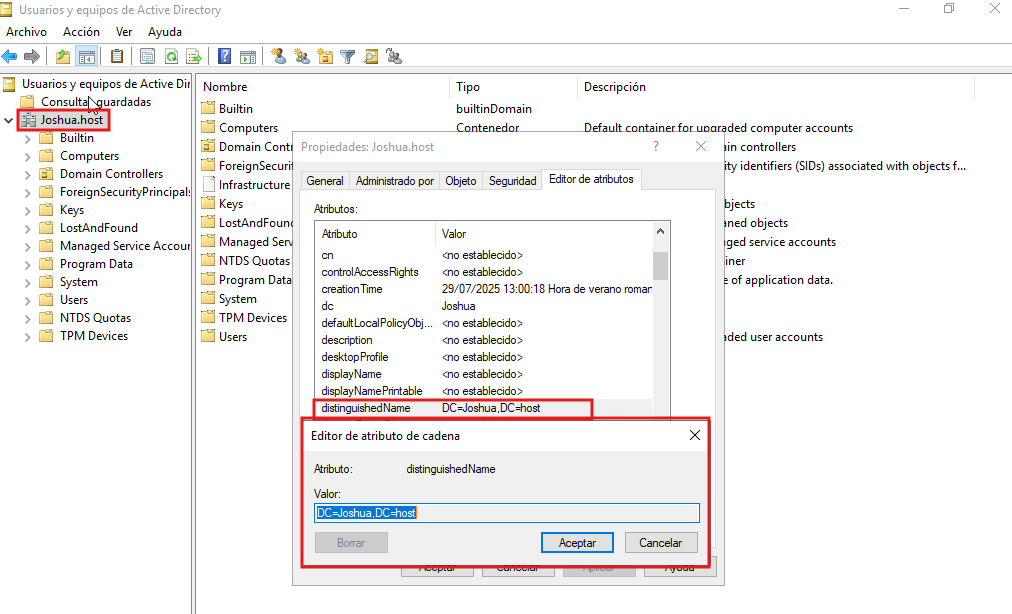 Usuarios y equipos de Active Directory
Archivo Acción Ver Ayuda
Usuarios y equipos de Active Dir
Consultas guardadas
Joshua.host
Builtin
Computers
Domain Controllers
ForeignSecurityPrincipals
Keys
LostAndFound
Managed Service Accour
Program Data
System
Users
NTDS Quotas
TPM Devices
Nombre Tipo Descripción
Builtin builtinDomain
Computers Contenedor Default container for upgraded computer accounts
Domain Contr ain controllers
ForeignSecurit ity identifiers (SIDs) associated with objects f...
Infrastructure
Keys bjects
LostAndFound aned objects
Managed Serv ged service accounts
NTDS Quotas iner
Program Data e of application data.
System
TPM Devices
Users aded user accounts
Propiedades: Joshua.host ?
General Administrado por Objeto Seguridad Editor de atributos
Atributos:
Atributo Valor
cn <no establecido>
controlAccessRights <no establecido>
creationTime 29/07/2025 13:00:18 Hora de verano roman
dc Joshua
defaultLocalPolicyObj... <no establecido>
description <no establecido>
desktopProfile <no establecido>
displayName <no establecido>
displayNamePrintable <no establecido>
distinguishedName DC=Joshua,DC=host
Editor de atributo de cadena
Atributo: distinguishedName
Valor:
DC=Joshua,DC=host
Borrar Aceptar Cancelar
Aceptar Cancelar Aplicar Ayuda